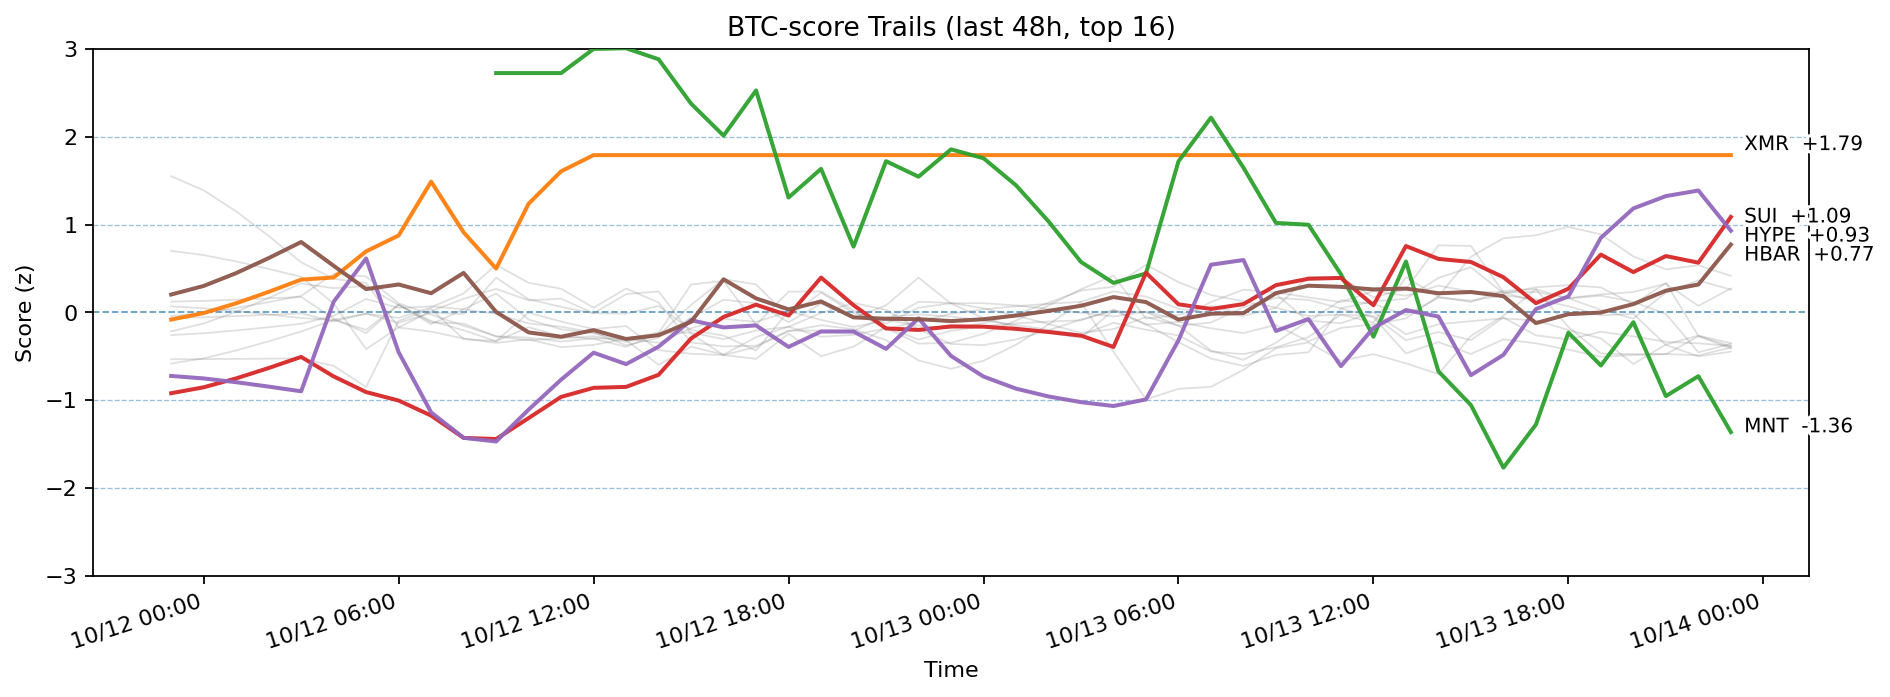 BTC-score Trails (last 48h, top 16)
Score (z)
3
2
1
0
−1
−2
−3
XMR +1.79
SUI +1.09
HYPE +0.93
HBAR +0.77
MNT -1.36
10/12 00:00
10/12 06:00
10/12 12:00
10/12 18:00
10/13 00:00
10/13 06:00
10/13 12:00
10/13 18:00
10/14 00:00
Time